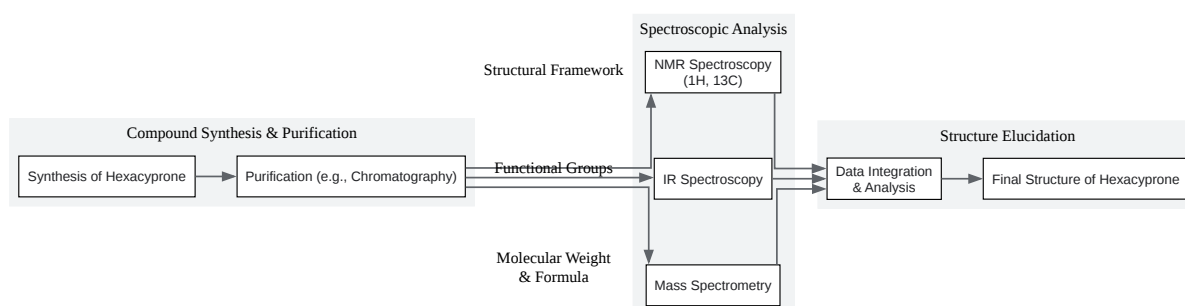 Spectroscopic Analysis
Structural Framework
NMR Spectroscopy
(1H, 13C)
Compound Synthesis & Purification
Structure Elucidation
Synthesis of Hexacyprone
Purification (e.g., Chromatography)
Functional Groups
IR Spectroscopy
Data Integration
& Analysis
Final Structure of Hexacyprone
Molecular Weight
& Formula
Mass Spectrometry